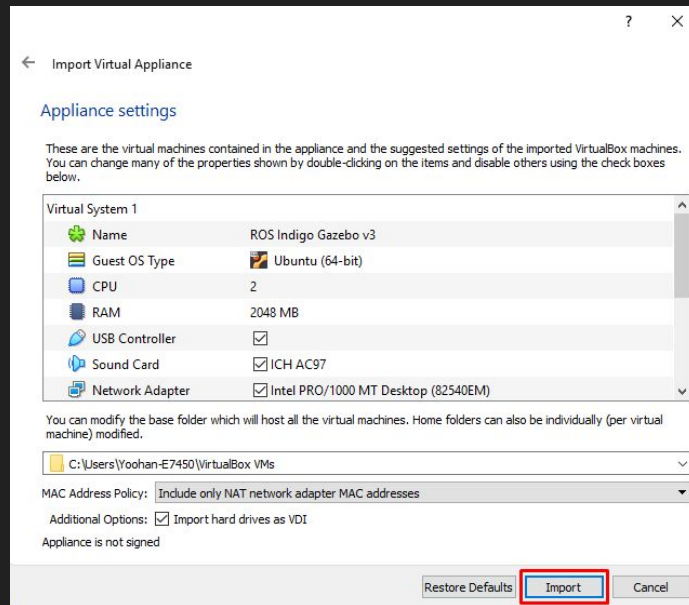 ?
Import Virtual Appliance
Appliance settings
These are the virtual machines contained in the appliance and the suggested settings of the imported VirtualBox machines.
You can change many of the properties shown by double-clicking on the items and disable others using the check boxes
below.
Virtual System 1
Name ROS Indigo Gazebo v3
Guest OS Type Ubuntu (64-bit)
CPU 2
RAM 2048 MB
USB Controller
Sound Card ICH AC97
Network Adapter Intel PRO/1000 MT Desktop (82540EM)
You can modify the base folder which will host all the virtual machines. Home folders can also be individually (per virtual
machine) modified.
C:\Users\Yoohan-E7450\VirtualBox VMs
MAC Address Policy: Include only NAT network adapter MAC addresses
Additional Options: Import hard drives as VDI
Appliance is not signed
Restore Defaults Import Cancel